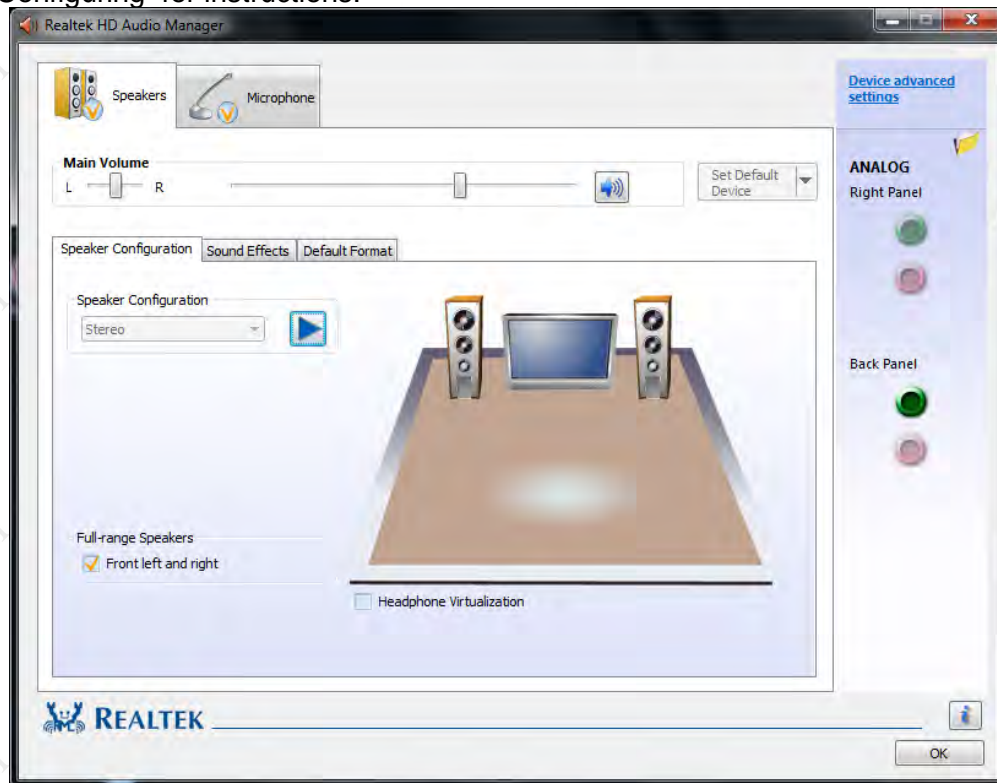 Configuring' for instructions.
Realtek HD Audio Manager
Speakers
Microphone
Device advanced
settings
Main Volume
L R
Set Default
Device
ANALOG
Right Panel
Speaker Configuration Sound Effects Default Format
Speaker Configuration
Stereo
Back Panel
Full-range Speakers
Front left and right
Headphone Virtualization
REALTEK
i
OK